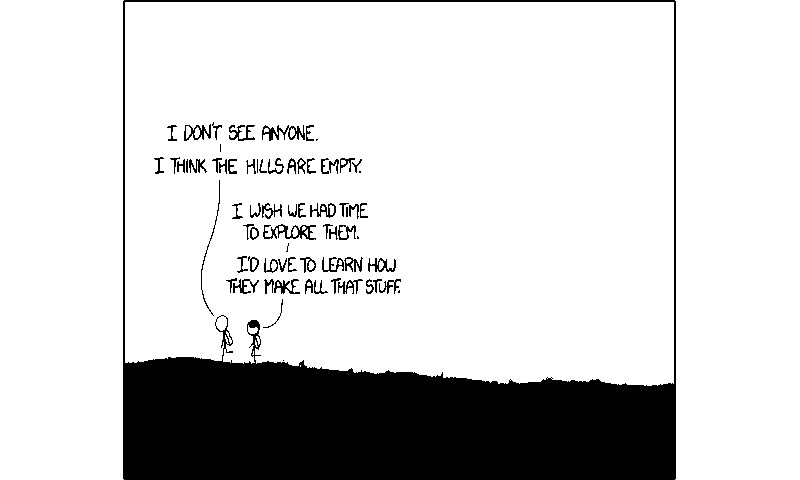 I DON'T SEE ANYONE.
I THINK THE HILLS ARE EMPTY.
I WISH WE HAD TIME
TO EXPLORE THEM.
I'D LOVE TO LEARN HOW
THEY MAKE ALL THAT STUFF.